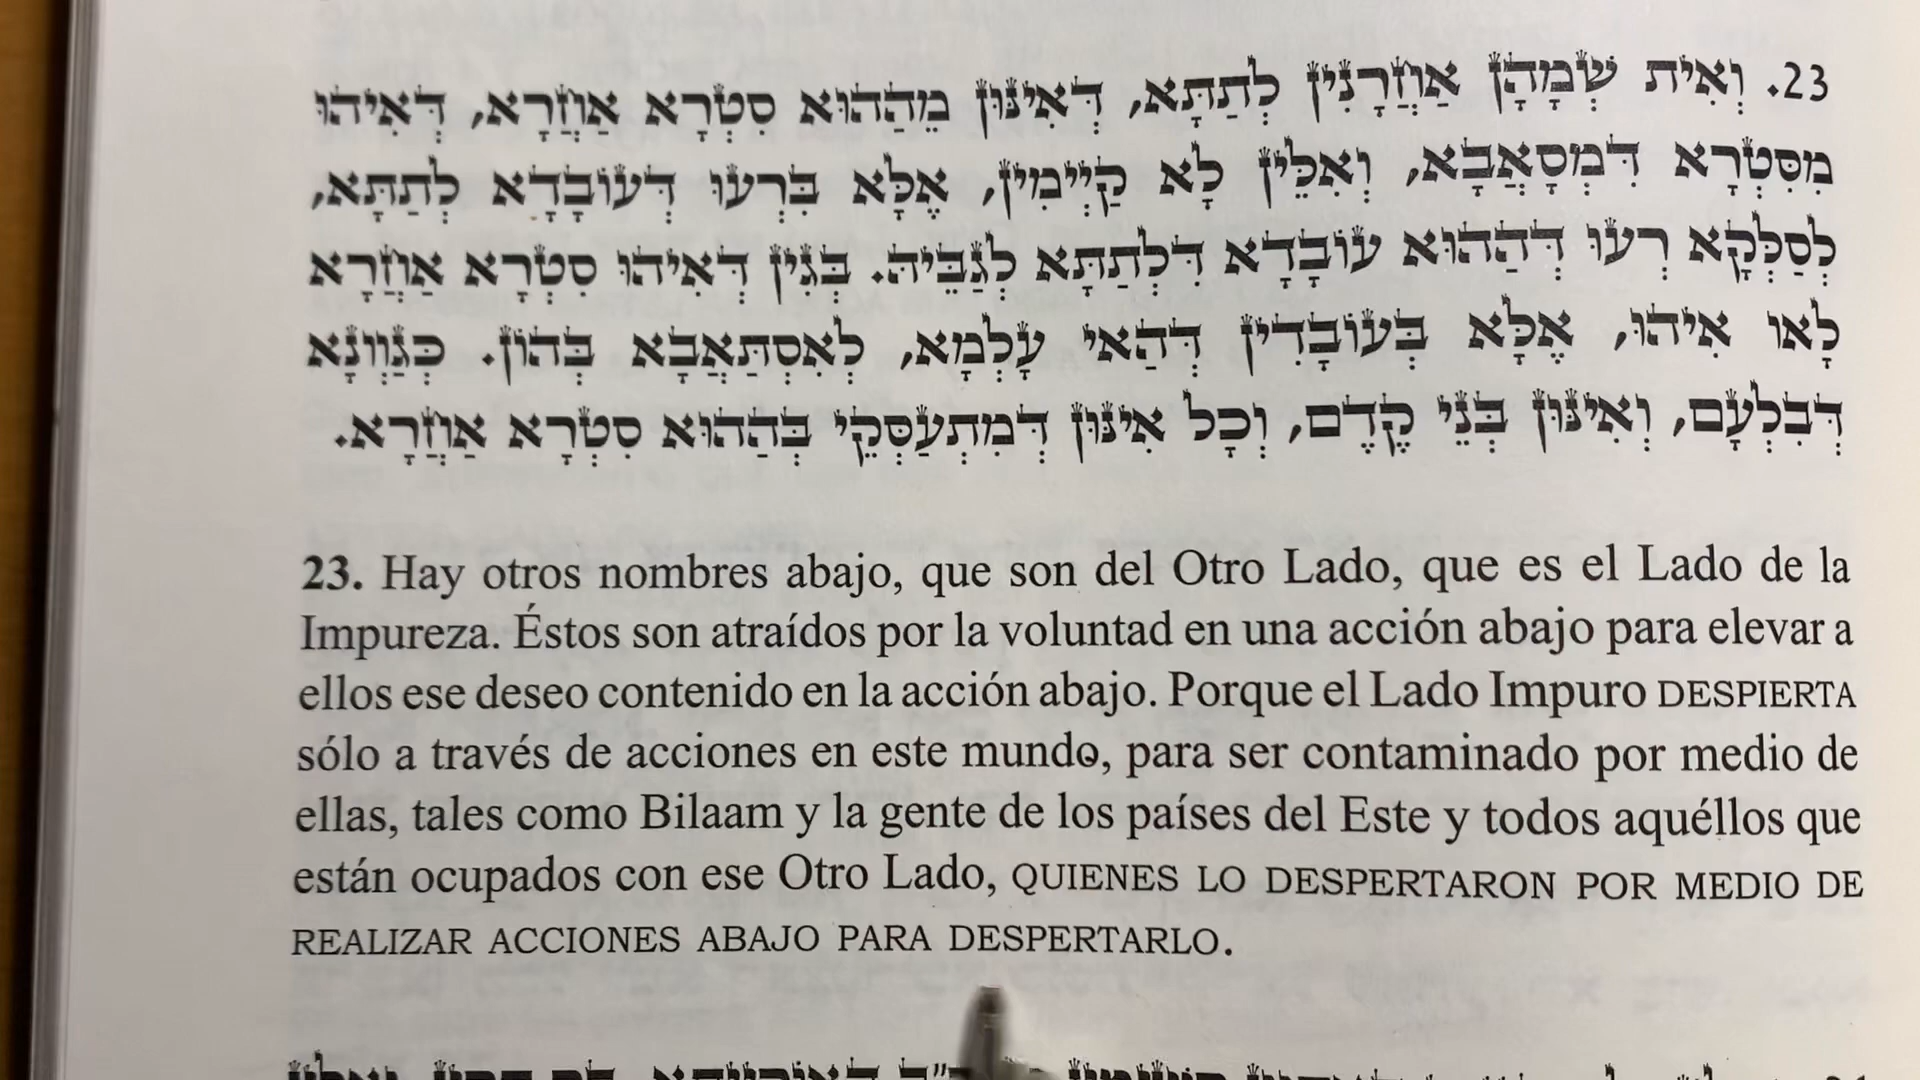 23. וְאִית שְׁמָהָן אַחֲרָנִין לְתַתָּא, דְּאִינּוּן מֵהַהוּא סִטְרָא אַחֲרָא, דְּאִיהוּ
מִסִּטְרָא דִּמְסָאֲבָא, וְאִלֵּין לָא קַיְימִין, אֶלָּא בִּרְעוּ דְּעוֹבָדָא לְתַתָּא,
לְסַלְּקָא רְעוּ דְּהַהוּא עוֹבָדָא דִּלְתַתָּא לְגַבֵּיהּ. בְּגִין דְּאִיהוּ סִטְרָא אַחֲרָא
לָאו אִיהוּ, אֶלָּא בְּעוֹבָדִין דְּהַאי עָלְמָא, לְאִסְתַּאֲבָא בְּהוֹן. כְּגַוְונָא
דְּבִלְעָם, וְאִינּוּן בְּנֵי קֶדֶם, וְכָל אִינּוּן דְּמִתְעַסְּקֵי בְּהַהוּא סִטְרָא אַחֲרָא.
23. Hay otros nombres abajo, que son del Otro Lado, que es el Lado de la
Impureza. Éstos son atraídos por la voluntad en una acción abajo para elevar a
ellos ese deseo contenido en la acción abajo. Porque el Lado Impuro DESPIERTA
sólo a través de acciones en este mundo, para ser contaminado por medio de
ellas, tales como Bilaam y la gente de los países del Este y todos aquéllos que
están ocupados con ese Otro Lado, QUIENES LO DESPERTARON POR MEDIO DE
REALIZAR ACCIONES ABAJO PARA DESPERTARLO.